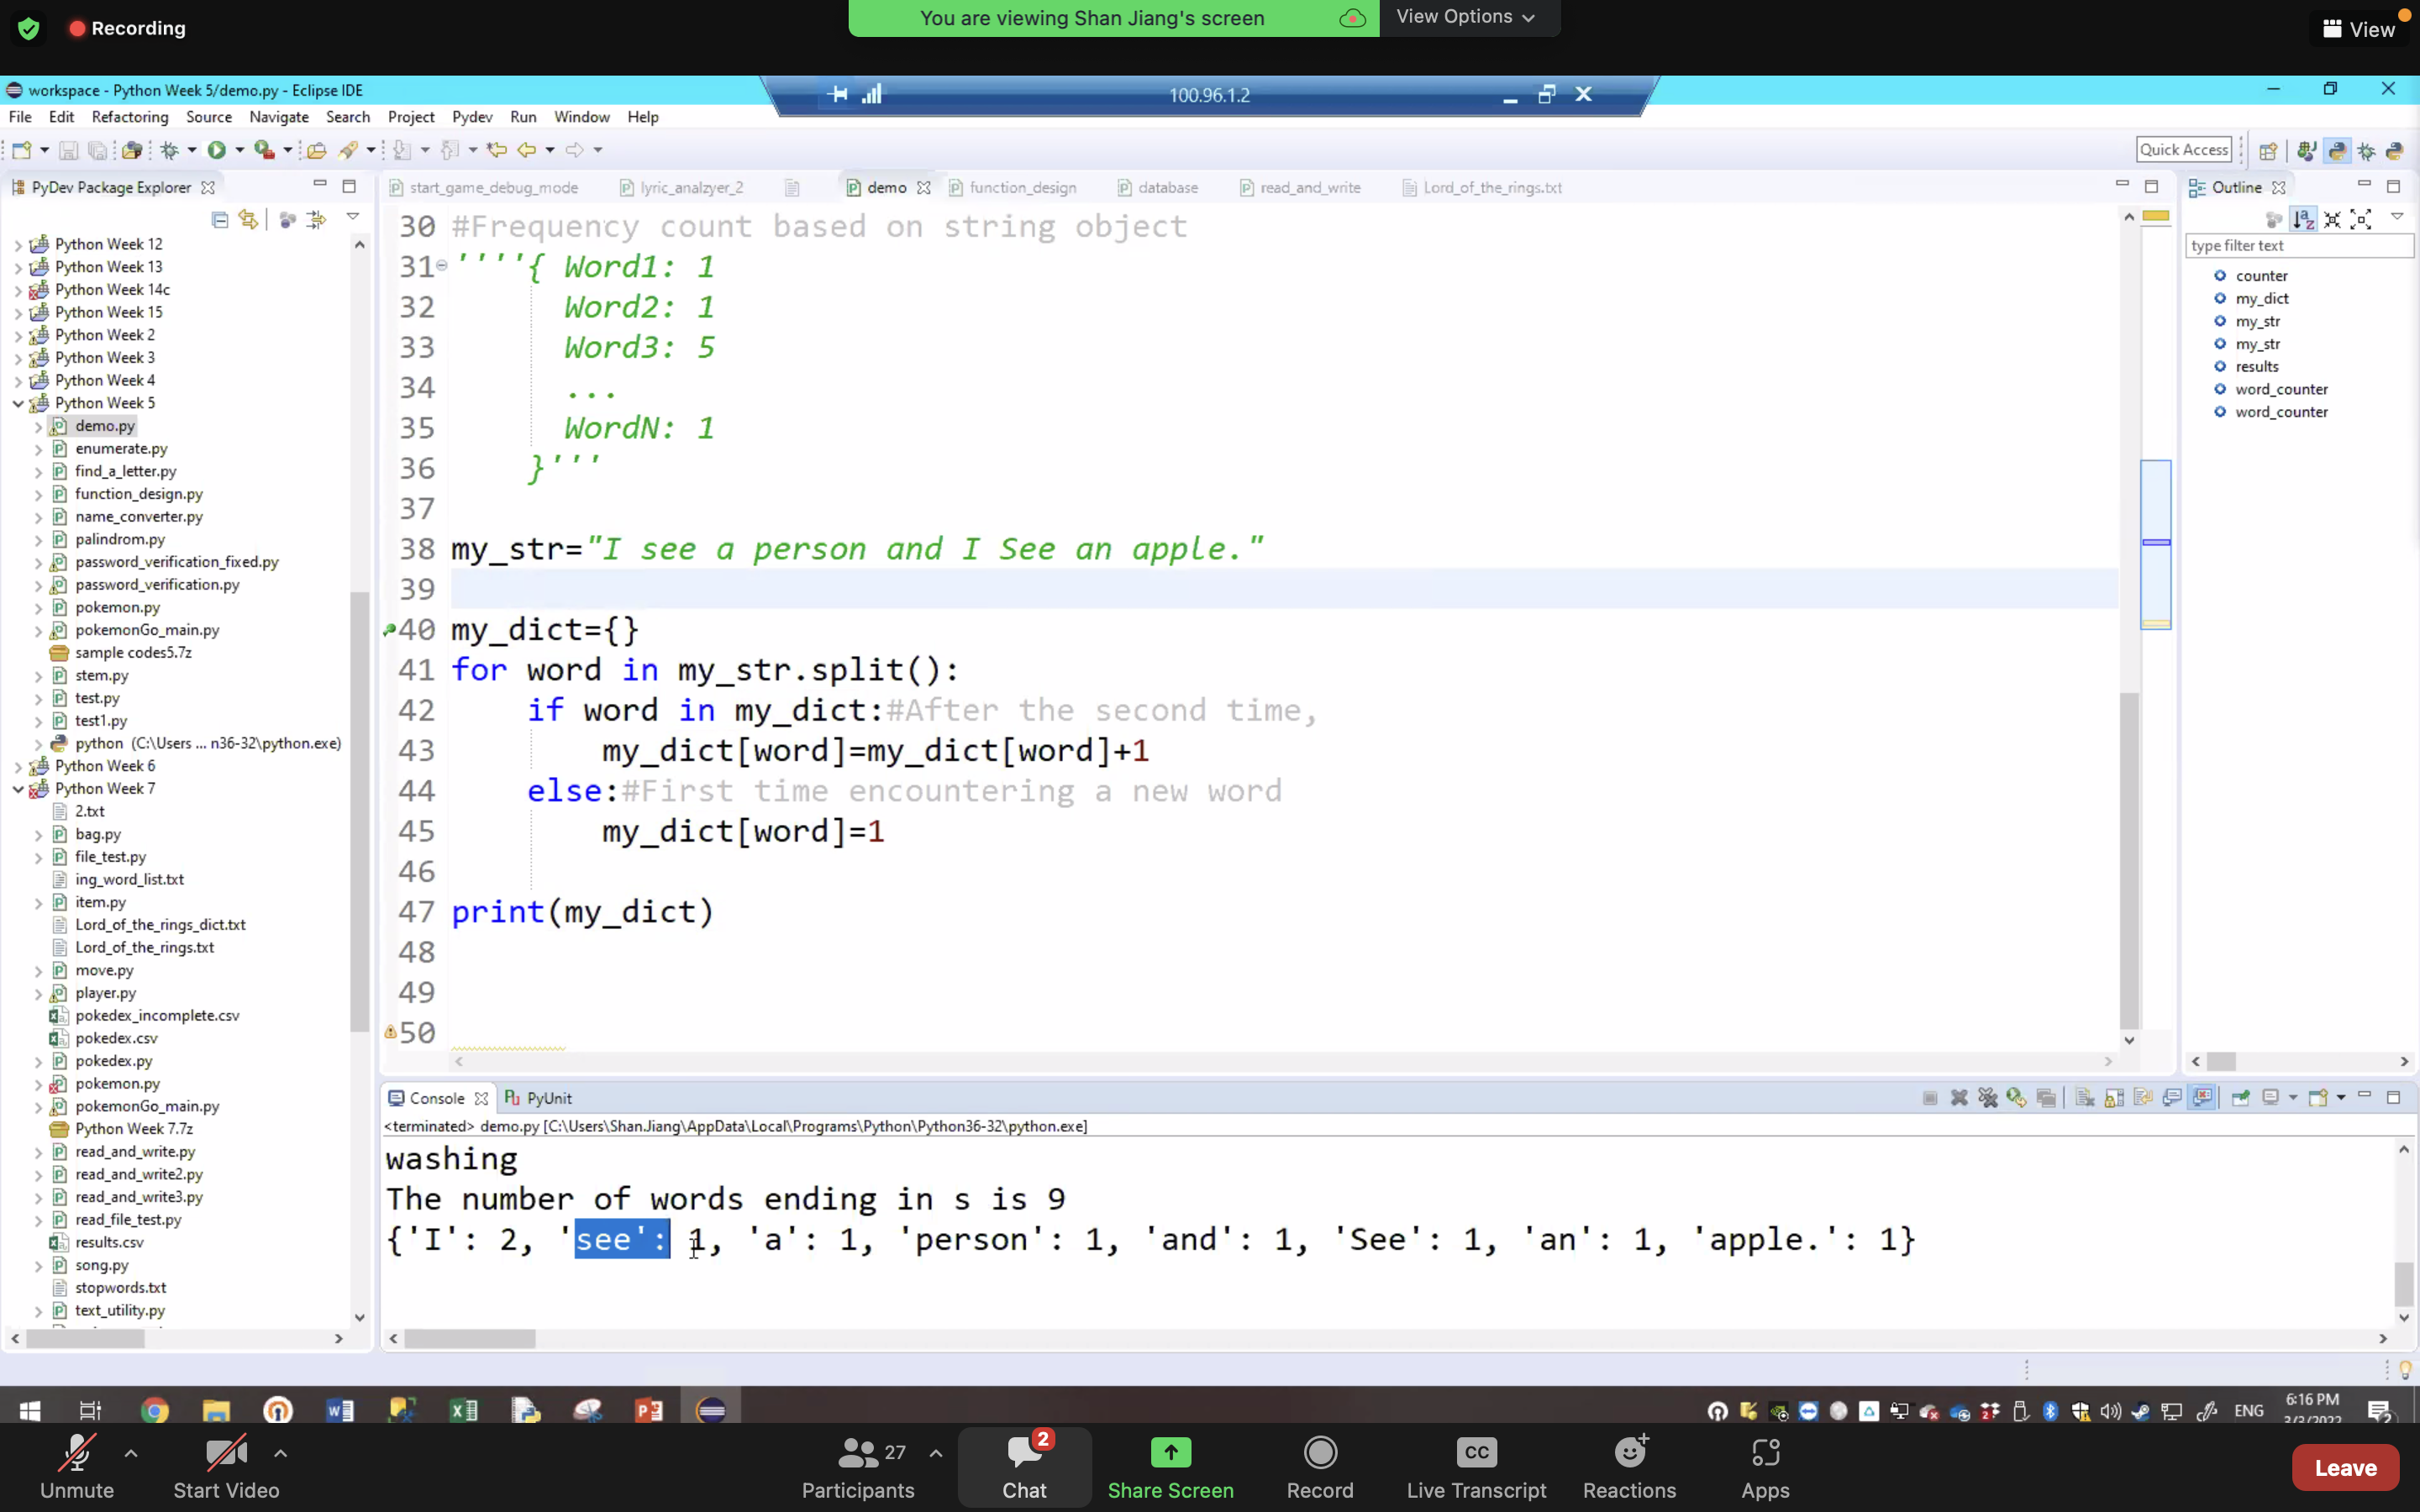 Recording
You are viewing Shan Jiang's screen
View Options
View
workspace - Python Week 5/demo.py - Eclipse IDE
100.96.1.2
File Edit Refactoring Source Navigate Search Project Pydev Run Window Help
Quick Access
PyDev Package Explorer
start_game_debug_mode lyric_analzyer_2 demo function_design database read_and_write Lord_of_the_rings.txt
Outline
type filter text
counter
my_dict
my_str
my_str
results
word_counter
word_counter
Python Week 12
Python Week 13
Python Week 14c
Python Week 15
Python Week 2
Python Week 3
Python Week 4
Python Week 5
demo.py
enumerate.py
find_a_letter.py
function_design.py
name_converter.py
palindrom.py
password_verification_fixed.py
password_verification.py
pokemon.py
pokemonGo_main.py
sample codes5.7z
stem.py
test.py
test1.py
python (C:\Users ... n36-32\python.exe)
Python Week 6
Python Week 7
2.txt
bag.py
file_test.py
ing_word_list.txt
item.py
Lord_of_the_rings_dict.txt
Lord_of_the_rings.txt
move.py
player.py
pokedex_incomplete.csv
pokedex.csv
pokedex.py
pokemon.py
pokemonGo_main.py
Python Week 7.7z
read_and_write.py
read_and_write2.py
read_and_write3.py
read_file_test.py
results.csv
song.py
stopwords.txt
text_utility.py
30 #Frequency count based on string object
31 ''''{ Word1: 1
32 Word2: 1
33 Word3: 5
34 ...
35 WordN: 1
36 }'''
37
38 my_str="I see a person and I See an apple."
39
40 my_dict={}
41 for word in my_str.split():
42 if word in my_dict:#After the second time,
43 my_dict[word]=my_dict[word]+1
44 else:#First time encountering a new word
45 my_dict[word]=1
46
47 print(my_dict)
48
49
50
Console PyUnit
<terminated> demo.py [C:\Users\Shan.Jiang\AppData\Local\Programs\Python\Python36-32\python.exe]
washing
The number of words ending in s is 9
{'I': 2, 'see': 1, 'a': 1, 'person': 1, 'and': 1, 'See': 1, 'an': 1, 'apple.': 1}
ENG
6:16 PM
3/3/2022
2
Unmute
Start Video
27
Participants
2
Chat
Share Screen
Record
CC
Live Transcript
Reactions
Apps
Leave